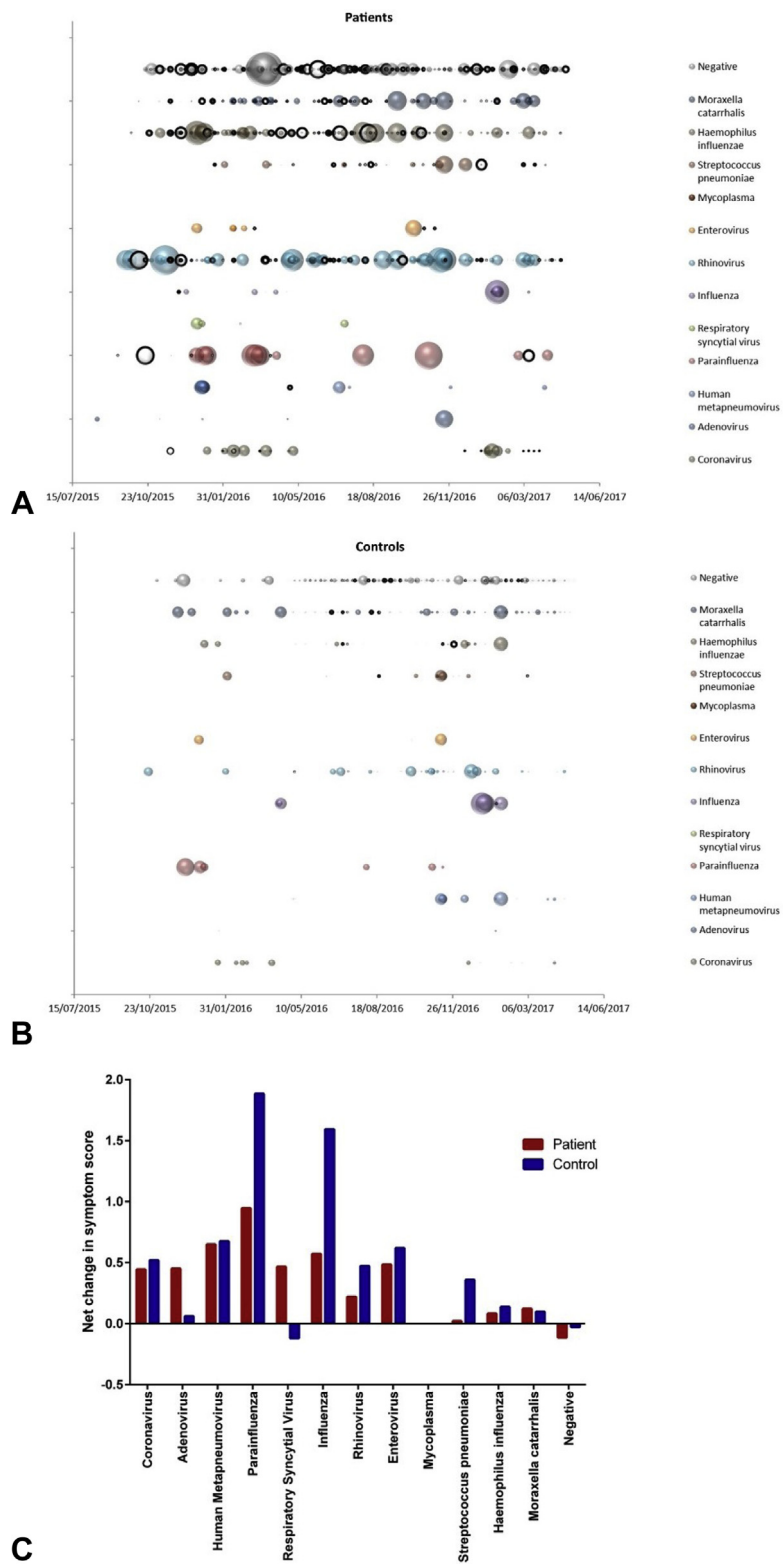 Patients
Negative
Moraxella
catarrhalis
Haemophilus
influenzae
Streptococcus
pneumoniae
Mycoplasma
Enterovirus
Rhinovirus
Influenza
Respiratory
syncytial virus
Parainfluenza
Human
metapneumovirus
Adenovirus
Coronavirus
15/07/2015 23/10/2015 31/01/2016 10/05/2016 18/08/2016 26/11/2016 06/03/2017 14/06/2017
A
Controls
Negative
Moraxella
catarrhalis
Haemophilus
influenzae
Streptococcus
pneumoniae
Mycoplasma
Enterovirus
Rhinovirus
Influenza
Respiratory
syncytial virus
Parainfluenza
Human
metapneumovirus
Adenovirus
Coronavirus
15/07/2015 23/10/2015 31/01/2016 10/05/2016 18/08/2016 26/11/2016 06/03/2017 14/06/2017
B
Net change in symptom score
2.0
1.5
1.0
0.5
0.0
-0.5
Patient
Control
Coronavirus
Adenovirus
Human Metapneumovirus
Parainfluenza
Respiratory Syncytial Virus
Influenza
Rhinovirus
Enterovirus
Mycoplasma
Streptococcus pneumoniae
Haemophilus influenza
Moraxella catarrhalis
Negative
C